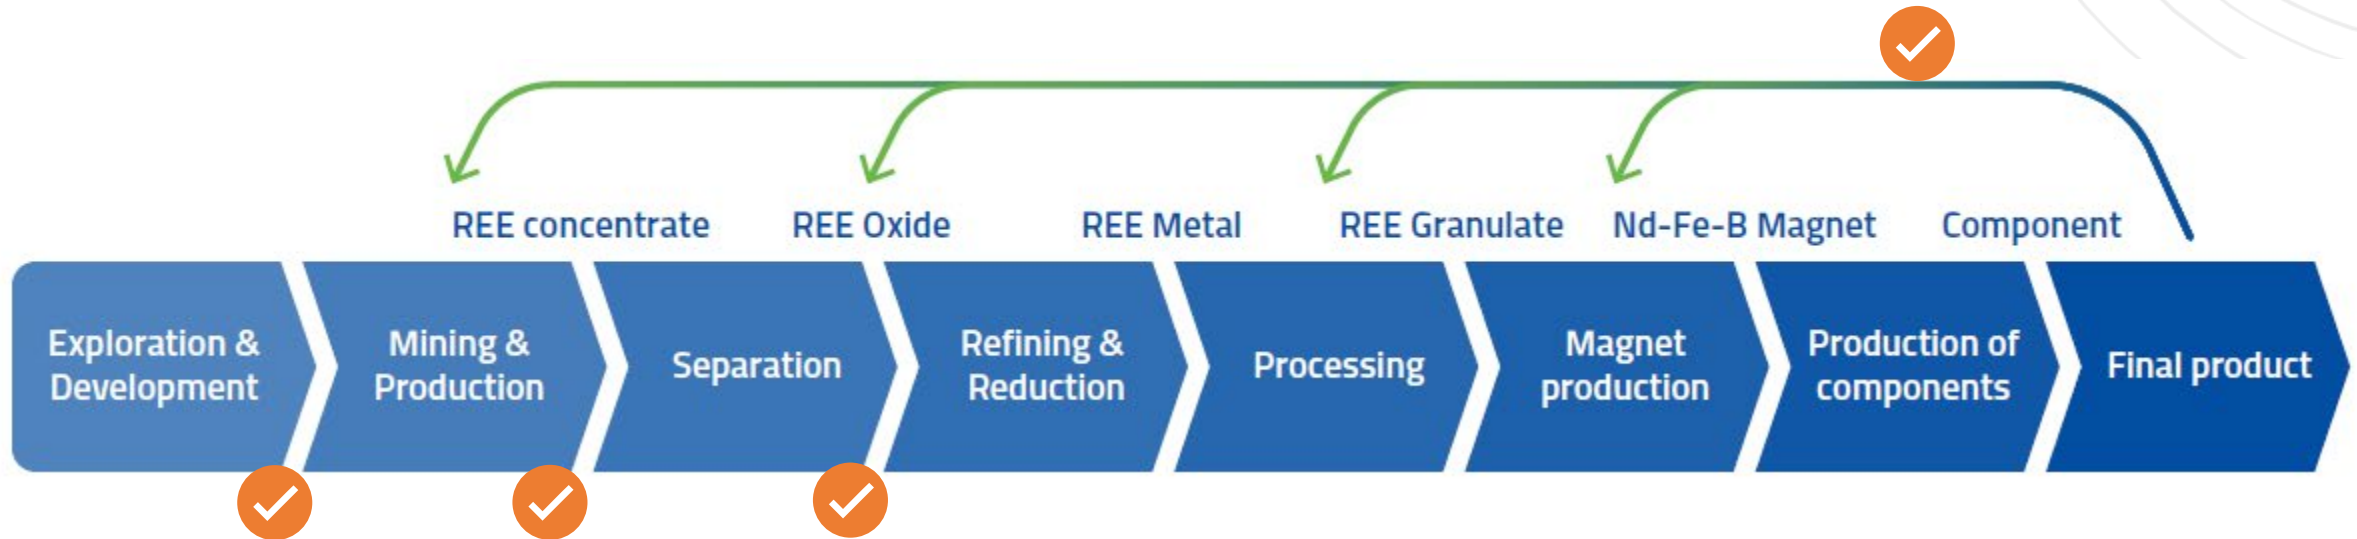 REE concentrate
REE Oxide
REE Metal
REE Granulate
Nd-Fe-B Magnet
Component
Exploration &
Development
Mining &
Production
Separation
Refining &
Reduction
Processing
Magnet
production
Production of
components
Final product